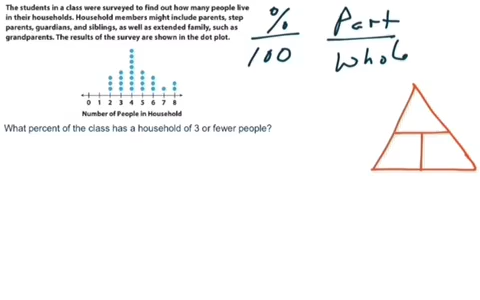 The students in a class were surveyed to find out how many people live
in their households. Household members might include parents, step
parents, guardians, and siblings, as well as extended family, such as
grandparents. The results of the survey are shown in the dot plot.
0 1 2 3 4 5 6 7 8
Number of People in Household
What percent of the class has a household of 3 or fewer people?
% Part
100 Whole